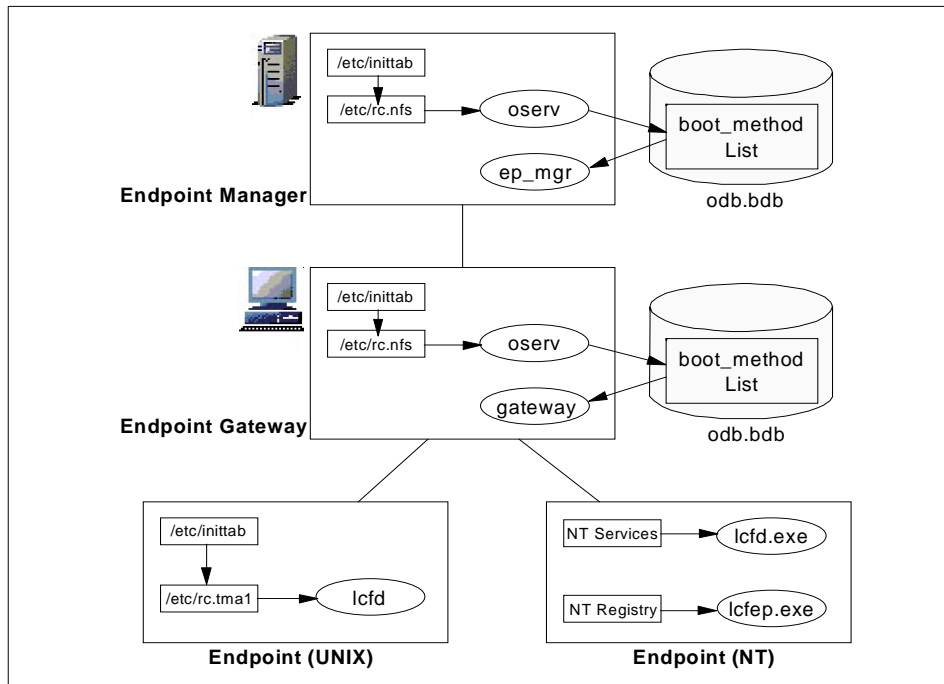 /etc/inittab
/etc/rc.nfs
oserv
ep_mgr
boot_method
List
odb.bdb
Endpoint Manager
/etc/inittab
/etc/rc.nfs
oserv
gateway
boot_method
List
odb.bdb
Endpoint Gateway
/etc/inittab
/etc/rc.tma1
lcfd
Endpoint (UNIX)
NT Services
lcfd.exe
NT Registry
lcfep.exe
Endpoint (NT)